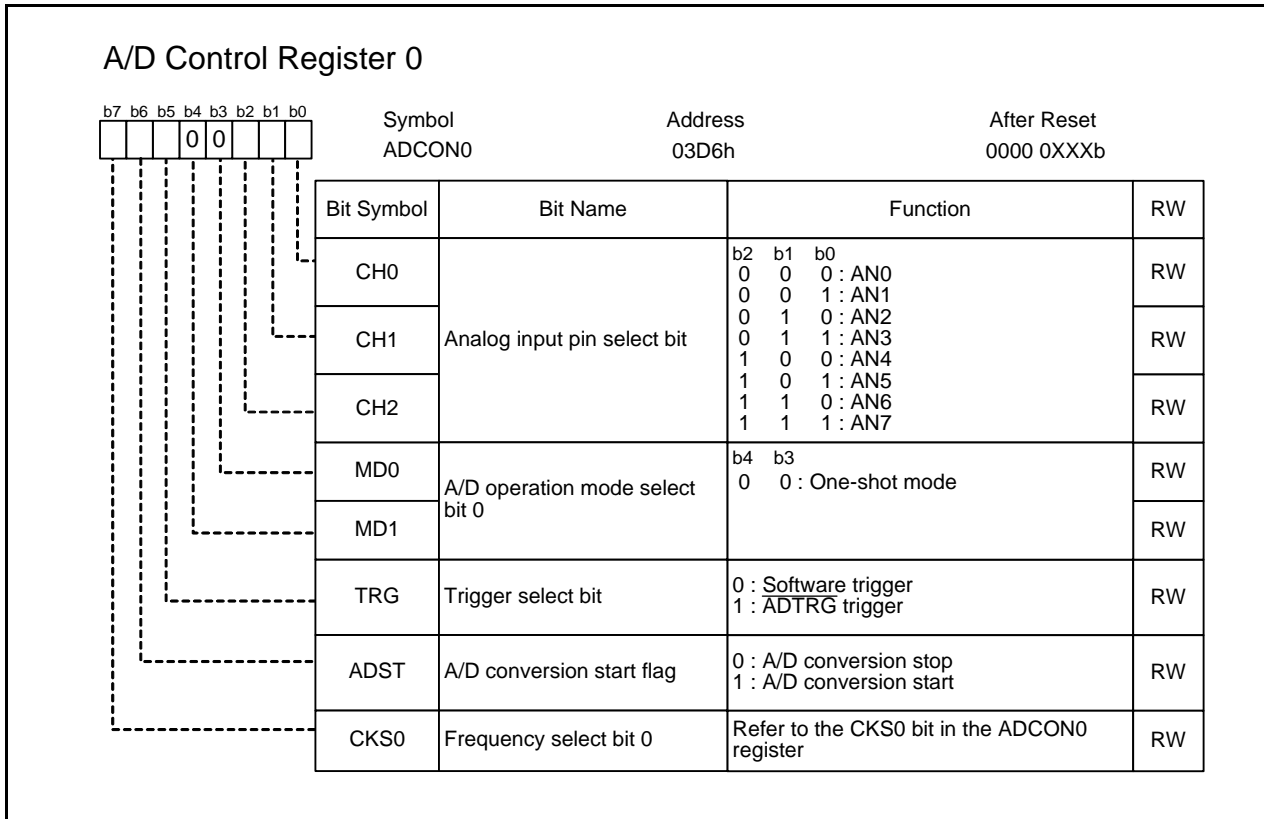 A/D Control Register 0
b7 b6 b5 b4 b3 b2 b1 b0
0 0
Symbol Address After Reset
ADCON0 03D6h 0000 0XXXb
Bit Symbol Bit Name Function RW
CH0 RW
CH1 Analog input pin select bit RW
CH2 RW
b2 b1 b0
0 0 0 : AN0
0 0 1 : AN1
0 1 0 : AN2
0 1 1 : AN3
1 0 0 : AN4
1 0 1 : AN5
1 1 0 : AN6
1 1 1 : AN7
MD0 RW
MD1 RW
A/D operation mode select
bit 0
b4 b3
0 0 : One-shot mode
TRG Trigger select bit RW
0 : Software trigger
1 : ADTRG trigger
ADST A/D conversion start flag RW
0 : A/D conversion stop
1 : A/D conversion start
CKS0 Frequency select bit 0 RW
Refer to the CKS0 bit in the ADCON0
register